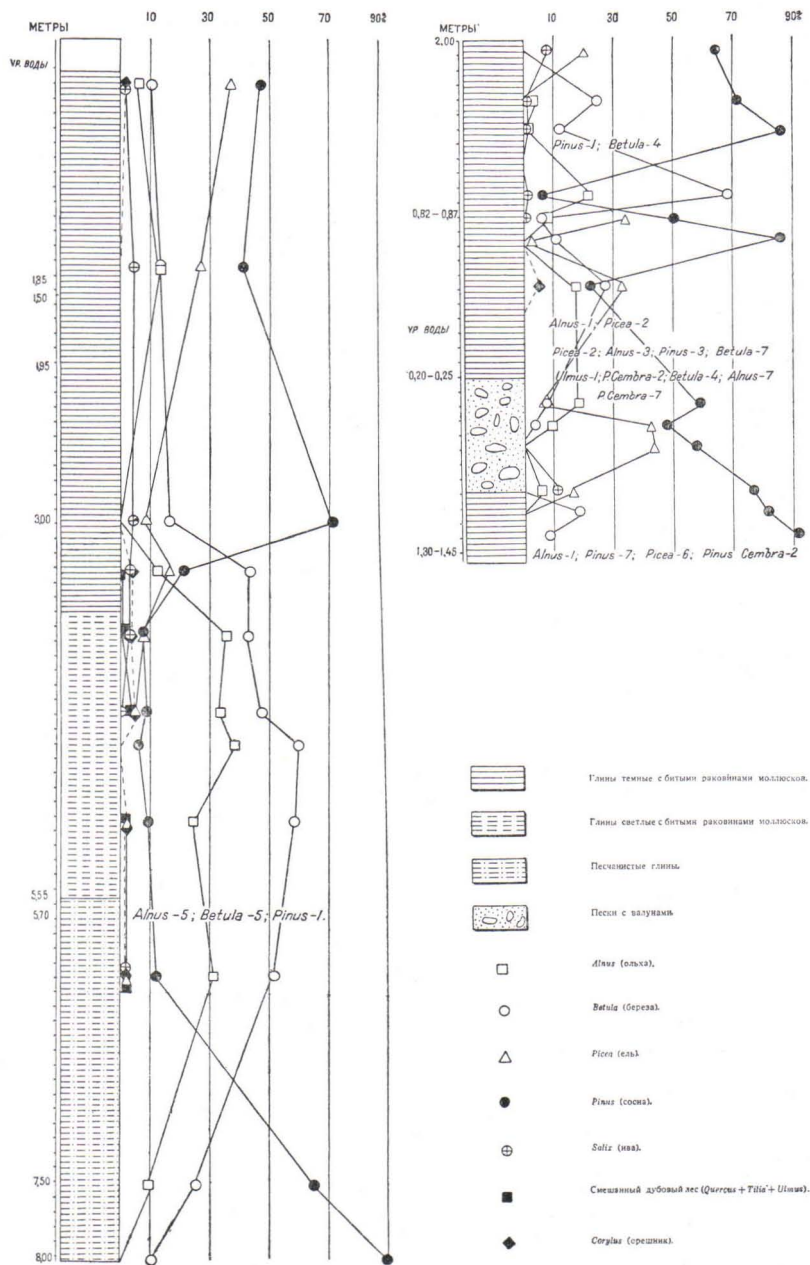 МЕТРЫ
10 30 50 70 90%
УР. ВОДЫ
1,85
1,50
1,95
3,00
5,55
5,70
7,50
8,00
Alnus-5; Betula-5; Pinus-1.
МЕТРЫ
10 30 50 70 90%
2,00
Pinus-1; Betula-4
0,82-0,87
Alnus-1, Picea-2
УР ВОДЫ
Picea-2; Alnus-3; Pinus-3; Betula-7
0,20-0,25
Ulmus-1; P.Cembra-2; Betula-4; Alnus-7
P.Cembra-7
1,30-1,45
Alnus-1; Pinus-7; Picea-6; Pinus Cembra-2
Глины темные с битыми раковинами моллюсков.
Глины светлые с битыми раковинами моллюсков.
Песчанистые глины.
Пески с валунами.
Alnus (ольха).
Betula (береза).
Picea (ель).
Pinus (сосна).
Salix (ива).
Смешанный дубовый лес (Quercus + Tilia + Ulmus).
Corylus (орешник).